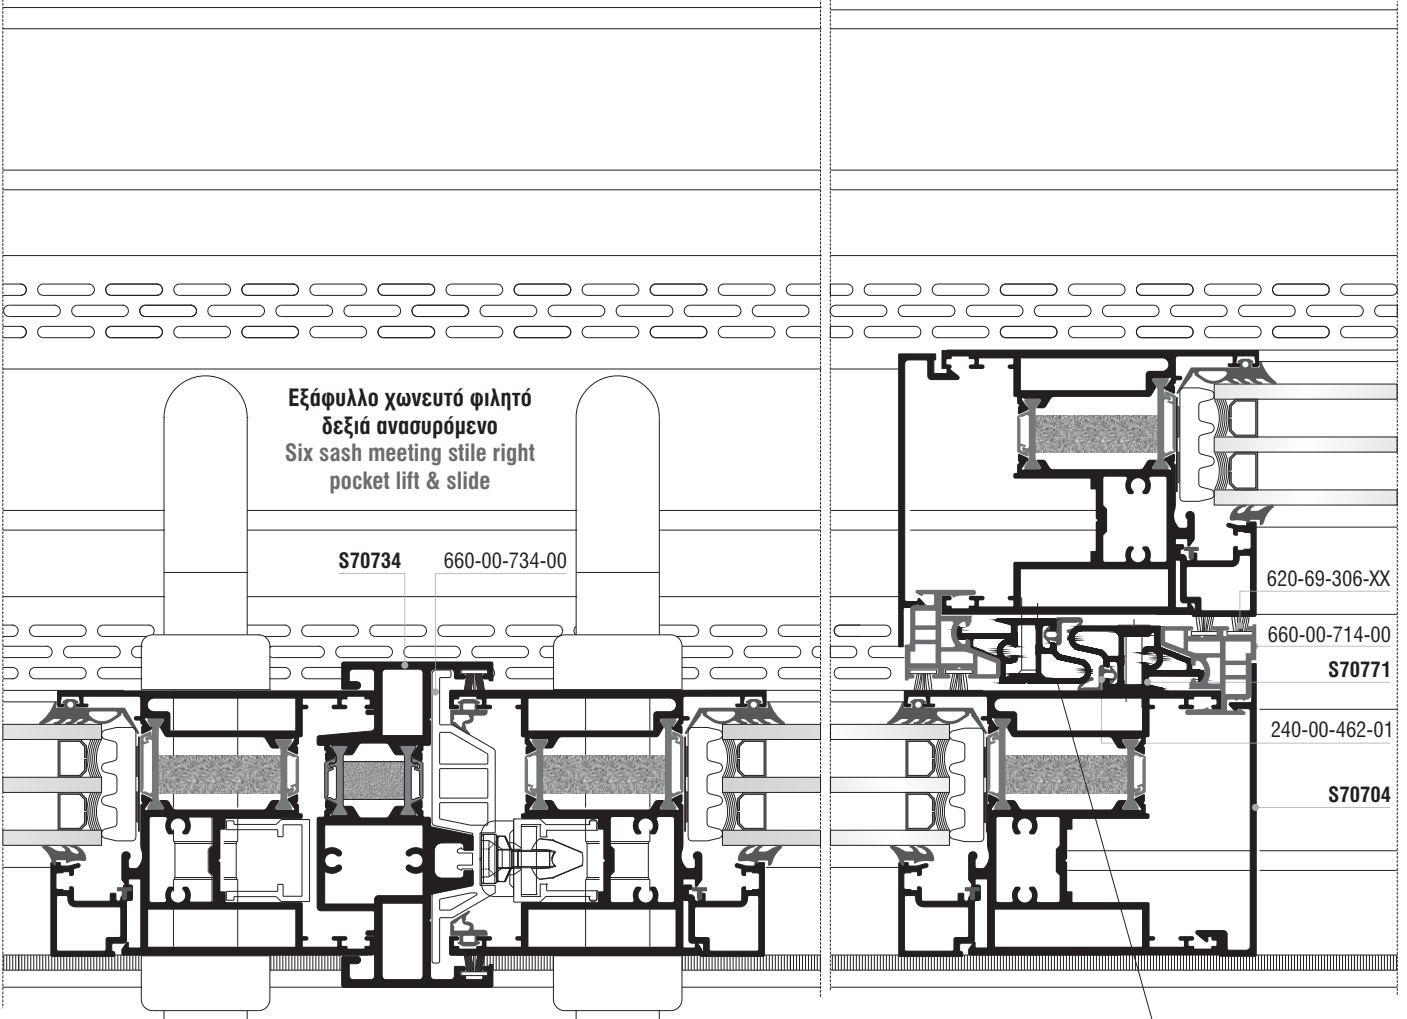 Εξάφυλλο χωνευτό φιλητό
δεξιά ανασυρόμενο
Six sash meeting stile right
pocket lift & slide
S70734
660-00-734-00
620-69-306-XX
660-00-714-00
S70771
240-00-462-01
S70704